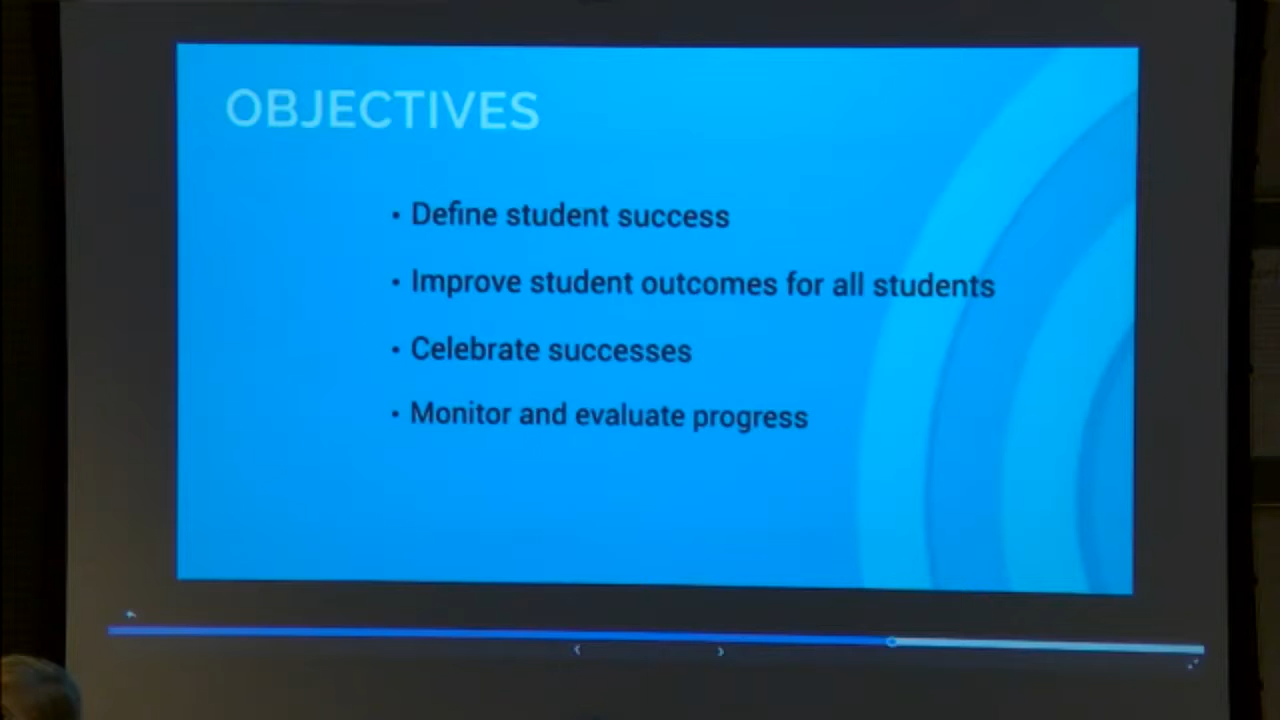 OBJECTIVES
• Define student success
• Improve student outcomes for all students
• Celebrate successes
• Monitor and evaluate progress